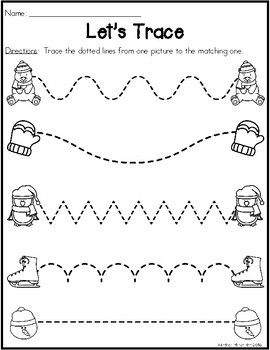 Name:
Let's Trace
Directions: Trace the dotted lines from one picture to the matching one.